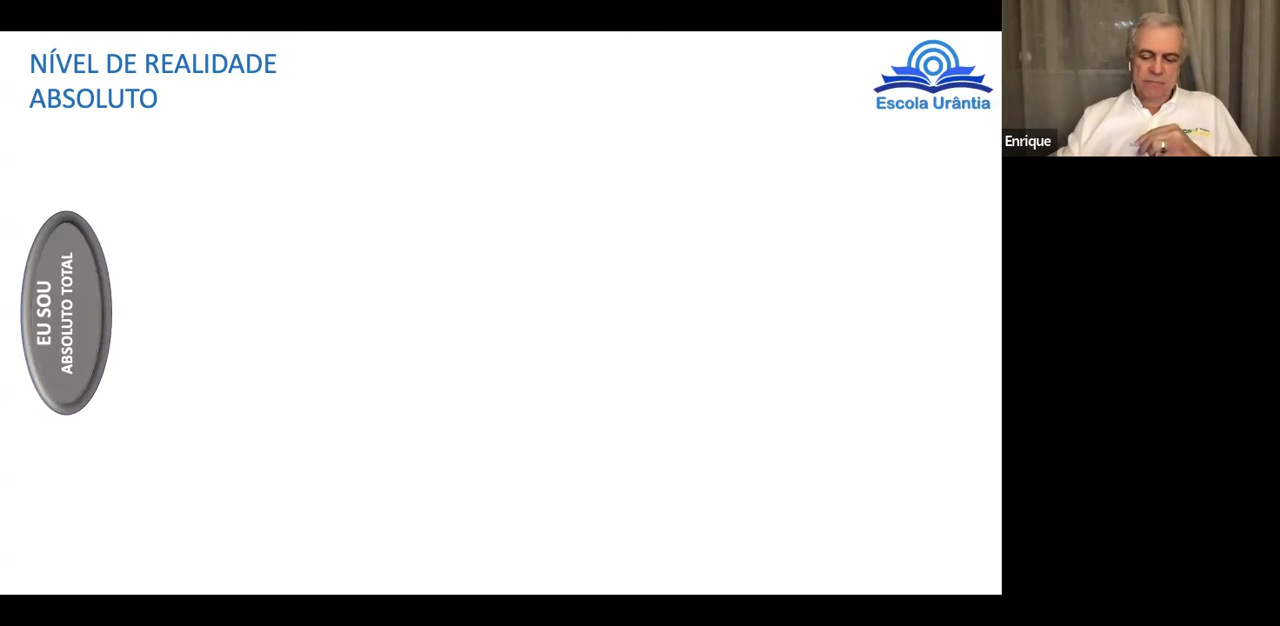 NÍVEL DE REALIDADE
ABSOLUTO
Escola Urântia
Enrique
EU SOU
ABSOLUTO TOTAL